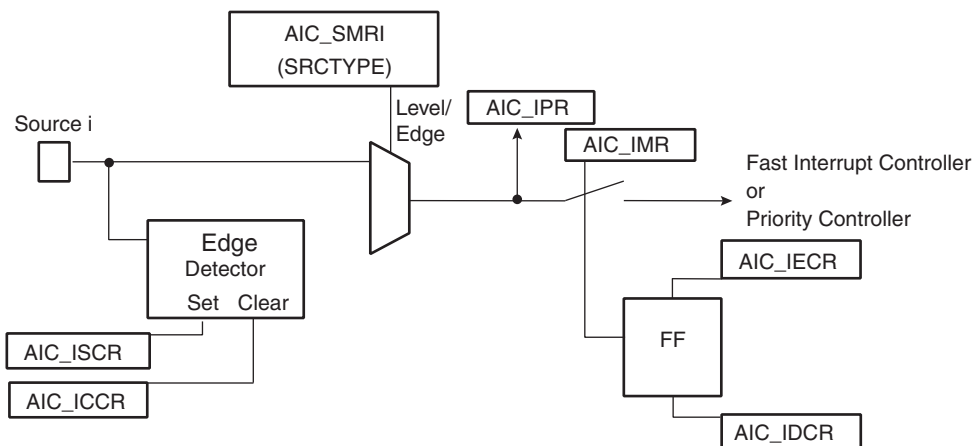 AIC_SMRI
(SRCTYPE)
Level/
Edge
AIC_IPR
Source i
AIC_IMR
Fast Interrupt Controller
or
Priority Controller
Edge
Detector
Set Clear
AIC_IECR
FF
AIC_ISCR
AIC_ICCR
AIC_IDCR